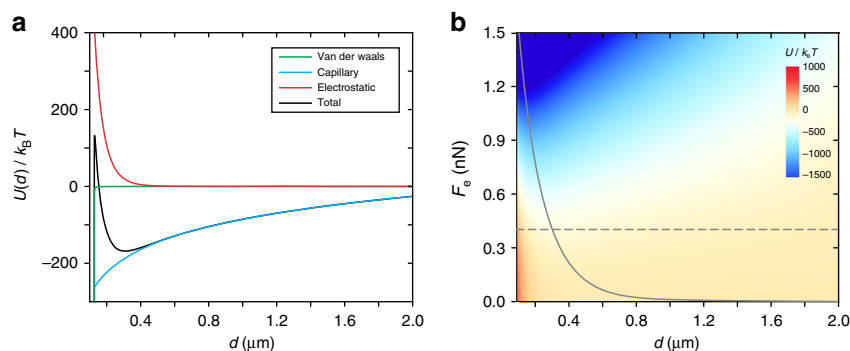 a
400
200
0
–200
U(d) / kBT
0.4
0.8
1.2
1.6
2.0
d (μm)
Van der waals
Capillary
Electrostatic
Total
b
1.5
1.2
0.9
0.6
0.3
0.0
Fe (nN)
0.4
0.8
1.2
1.6
2.0
d (μm)
U / kBT
1000
500
0
–500
–1000
–1500